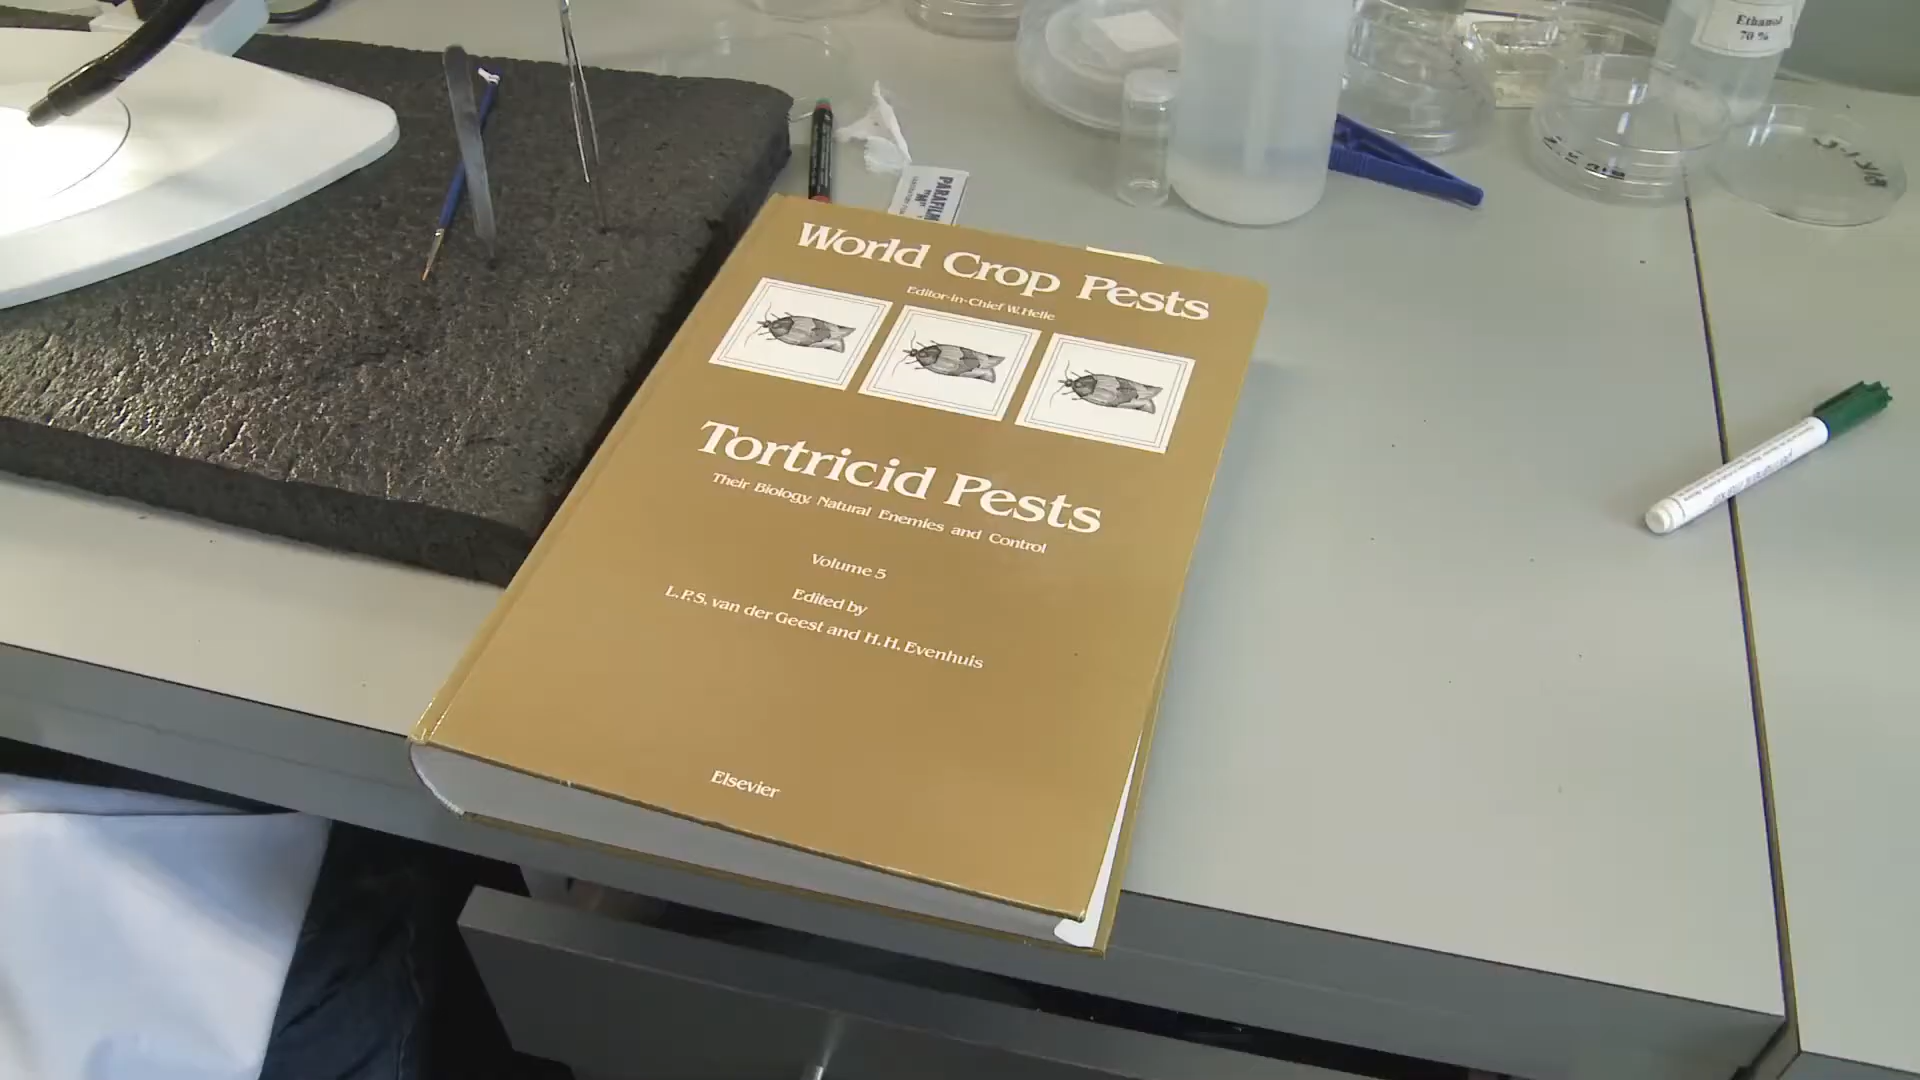 Ethanol
70 %
PARAFILM
"M"
World Crop Pests
Editor-in-Chief W. Helle
Tortricid Pests
Their Biology, Natural Enemies and Control
Volume 5
Edited by
L.P.S. van der Geest and H.H. Evenhuis
Elsevier